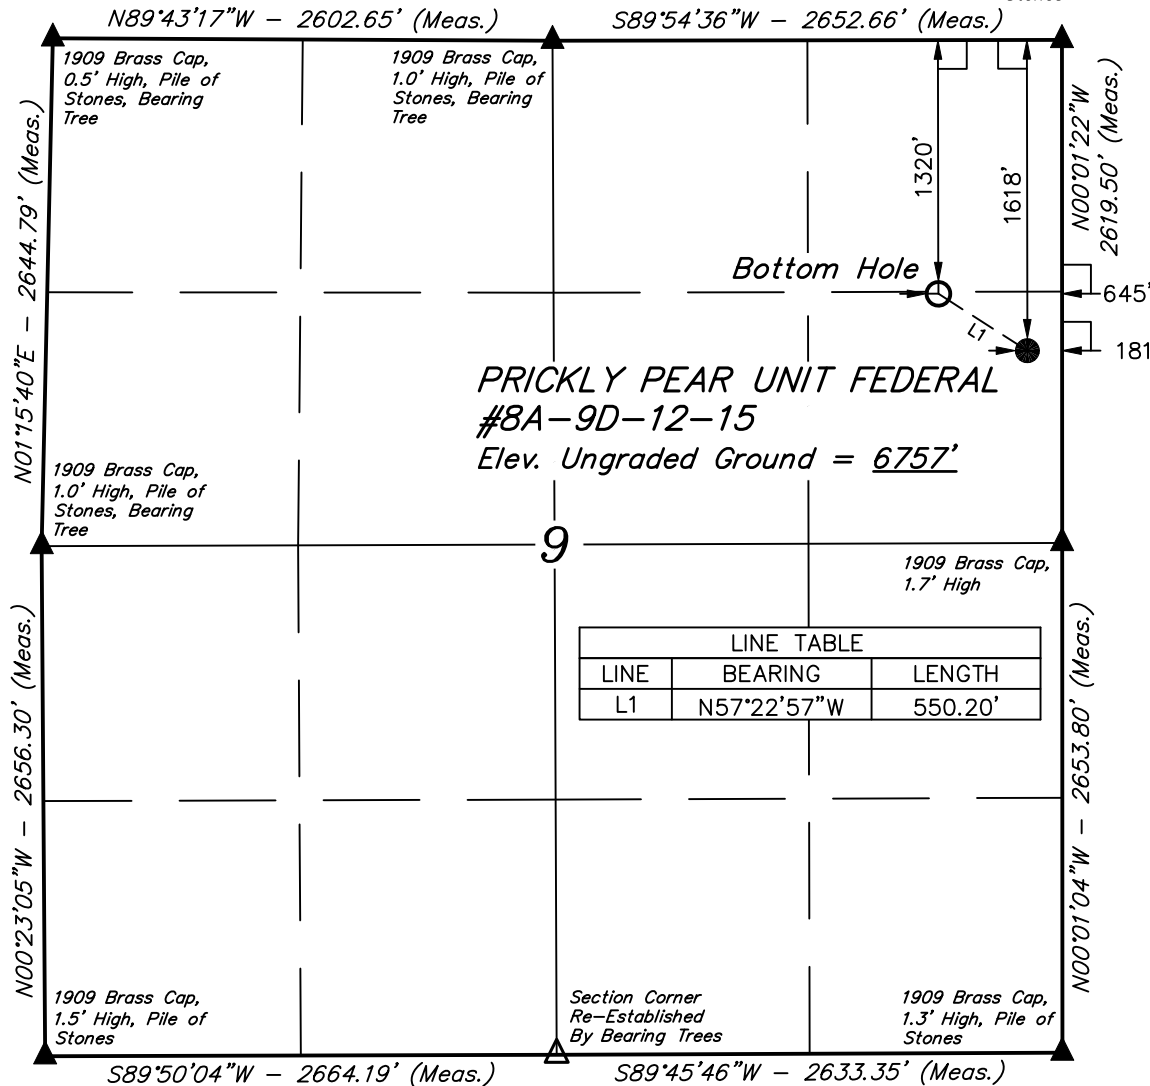 N89°43'17"W - 2602.65' (Meas.)
S89°54'36"W - 2652.66' (Meas.)
1909 Brass Cap,
0.5' High, Pile of
Stones, Bearing
Tree
1909 Brass Cap,
1.0' High, Pile of
Stones, Bearing
Tree
N01°15'40"E - 2644.79' (Meas.)
N00°01'22"W
2619.50' (Meas.)
1320'
1618'
Bottom Hole
645'
L1
181
PRICKLY PEAR UNIT FEDERAL
#8A-9D-12-15
Elev. Ungraded Ground = 6757'
1909 Brass Cap,
1.0' High, Pile of
Stones, Bearing
Tree
9
1909 Brass Cap,
1.7' High
LINE TABLE
LINE BEARING LENGTH
L1 N57°22'57"W 550.20'
N00°23'05"W - 2656.30' (Meas.)
N00°01'04"W - 2653.80' (Meas.)
1909 Brass Cap,
1.5' High, Pile of
Stones
Section Corner
Re-Established
By Bearing Trees
1909 Brass Cap,
1.3' High, Pile of
Stones
S89°50'04"W - 2664.19' (Meas.)
S89°45'46"W - 2633.35' (Meas.)